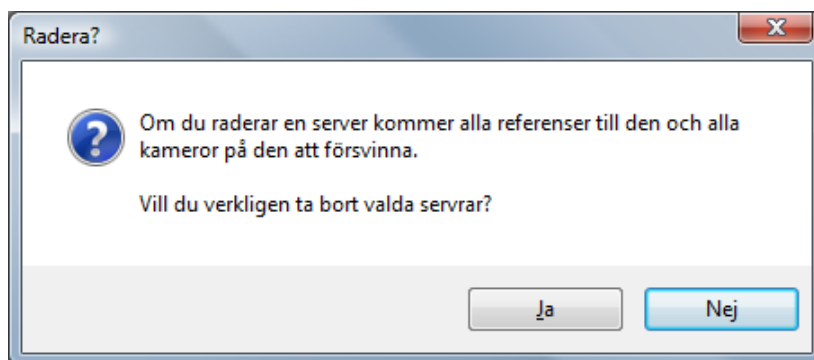 Radera?
Om du raderar en server kommer alla referenser till den och alla
kameror på den att försvinna.
Vill du verkligen ta bort valda servrar?
Ja
Nej